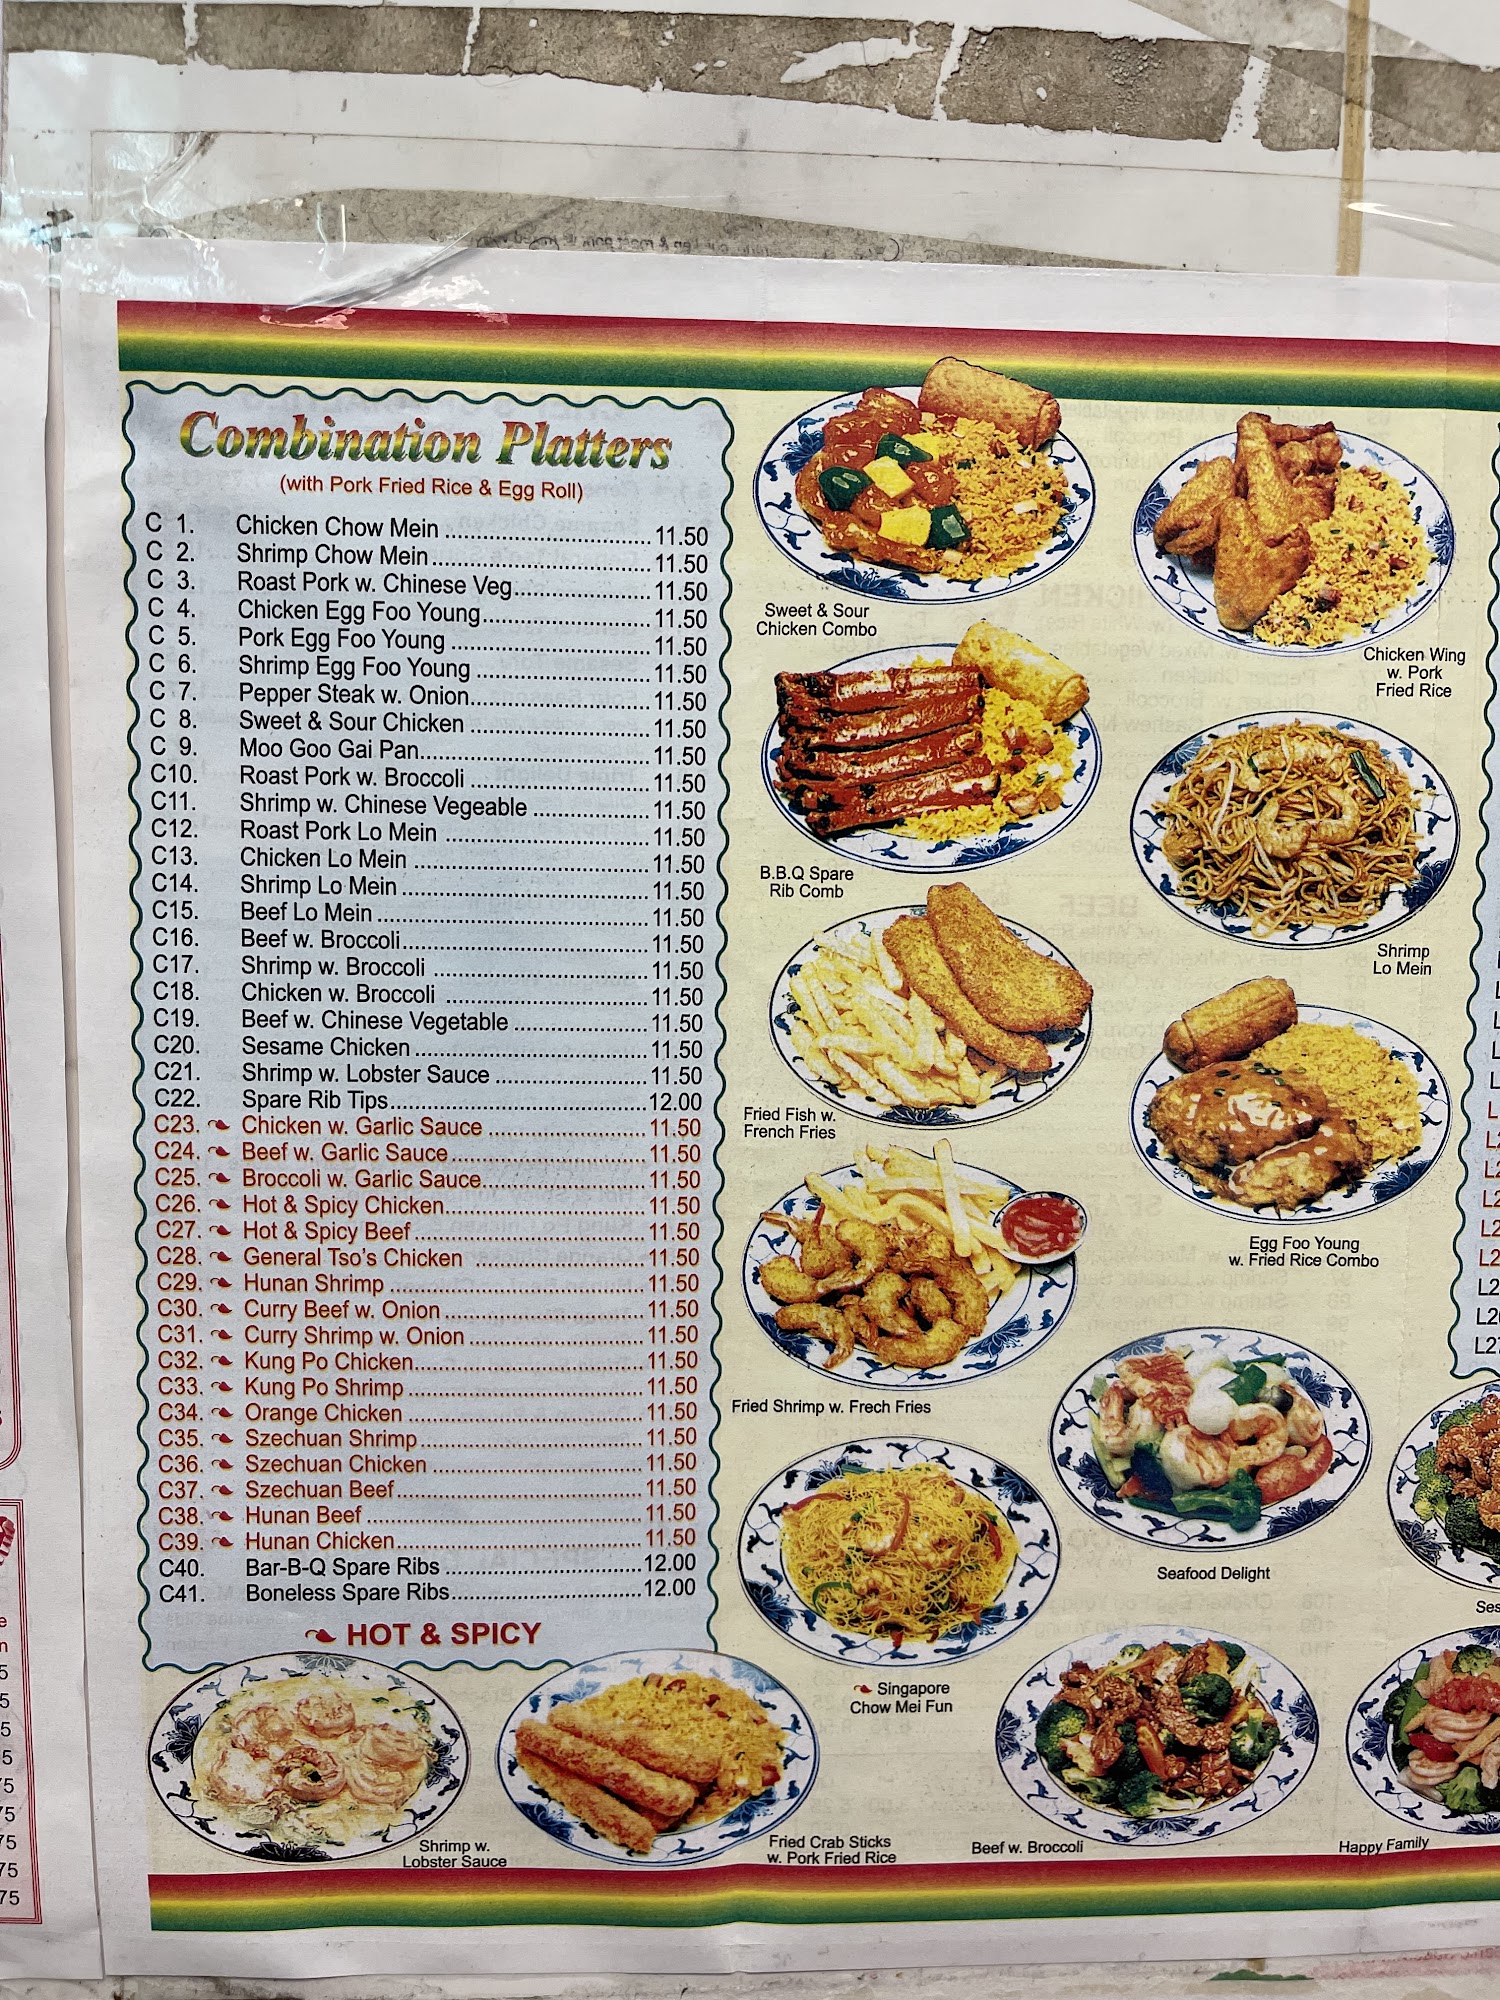 Combination Platters
(with Pork Fried Rice & Egg Roll)
C 1. Chicken Chow Mein 11.50
C 2. Shrimp Chow Mein 11.50
C 3. Roast Pork w. Chinese Veg 11.50
C 4. Chicken Egg Foo Young 11.50
C 5. Pork Egg Foo Young 11.50
C 6. Shrimp Egg Foo Young 11.50
C 7. Pepper Steak w. Onion 11.50
C 8. Sweet & Sour Chicken 11.50
C 9. Moo Goo Gai Pan 11.50
C10. Roast Pork w. Broccoli 11.50
C11. Shrimp w. Chinese Vegeable 11.50
C12. Roast Pork Lo Mein 11.50
C13. Chicken Lo Mein 11.50
C14. Shrimp Lo Mein 11.50
C15. Beef Lo Mein 11.50
C16. Beef w. Broccoli 11.50
C17. Shrimp w. Broccoli 11.50
C18. Chicken w. Broccoli 11.50
C19. Beef w. Chinese Vegetable 11.50
C20. Sesame Chicken 11.50
C21. Shrimp w. Lobster Sauce 11.50
C22. Spare Rib Tips 12.00
C23. Chicken w. Garlic Sauce 11.50
C24. Beef w. Garlic Sauce 11.50
C25. Broccoli w. Garlic Sauce 11.50
C26. Hot & Spicy Chicken 11.50
C27. Hot & Spicy Beef 11.50
C28. General Tso's Chicken 11.50
C29. Hunan Shrimp 11.50
C30. Curry Beef w. Onion 11.50
C31. Curry Shrimp w. Onion 11.50
C32. Kung Po Chicken 11.50
C33. Kung Po Shrimp 11.50
C34. Orange Chicken 11.50
C35. Szechuan Shrimp 11.50
C36. Szechuan Chicken 11.50
C37. Szechuan Beef 11.50
C38. Hunan Beef 11.50
C39. Hunan Chicken 11.50
C40. Bar-B-Q Spare Ribs 12.00
C41. Boneless Spare Ribs 12.00
HOT & SPICY
Sweet & Sour
Chicken Combo
Chicken Wing
w. Pork
Fried Rice
B.B.Q Spare
Rib Comb
Shrimp
Lo Mein
Fried Fish w.
French Fries
Egg Foo Young
w. Fried Rice Combo
Fried Shrimp w. Frech Fries
Seafood Delight
Singapore
Chow Mei Fun
Shrimp w.
Lobster Sauce
Fried Crab Sticks
w. Pork Fried Rice
Beef w. Broccoli
Happy Family